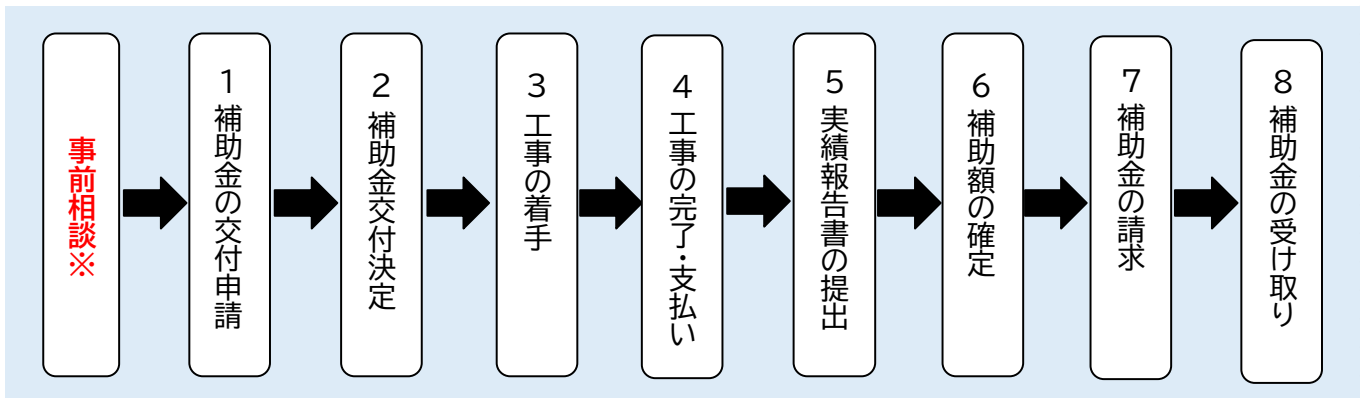 事前相談※
1 補助金の交付申請
2 補助金交付決定
3 工事の着手
4 工事の完了・支払い
5 実績報告書の提出
6 補助額の確定
7 補助金の請求
8 補助金の受け取り